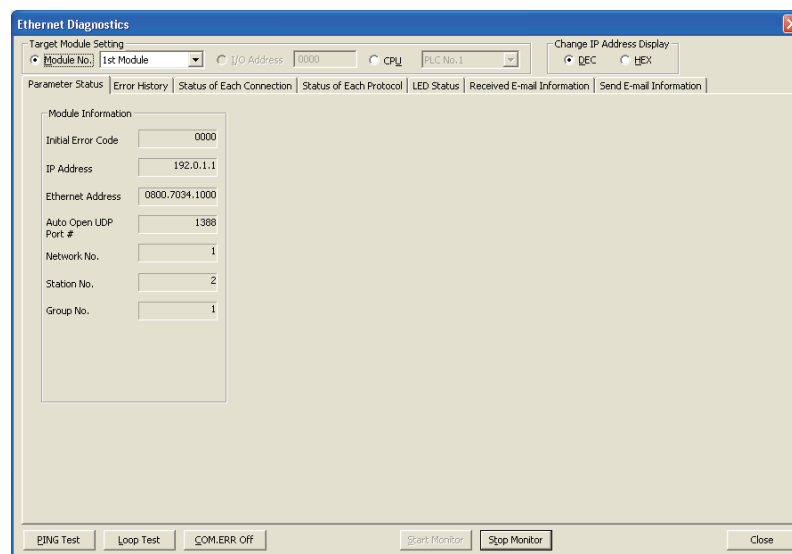 Ethernet Diagnostics
Target Module Setting
Module No. 1st Module I/O Address 0000 CPU PLC No.1
Change IP Address Display
DEC HEX
Parameter Status Error History Status of Each Connection Status of Each Protocol LED Status Received E-mail Information Send E-mail Information
Module Information
Initial Error Code 0000
IP Address 192.0.1.1
Ethernet Address 0800.7034.1000
Auto Open UDP
Port # 1388
Network No. 1
Station No. 2
Group No. 1
PING Test Loop Test COM.ERR Off Start Monitor Stop Monitor Close